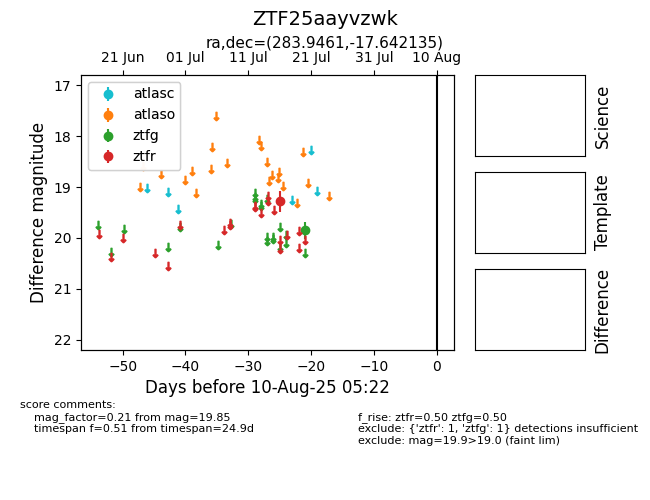 ZTF25aayvzwk
ra,dec=(283.9461,-17.642135)
21 Jun 01 Jul 11 Jul 21 Jul 31 Jul 10 Aug
atlasc
atlaso
ztfg
ztfr
17
18
19
20
21
22
Difference magnitude
−50 −40 −30 −20 −10 0
Days before 10-Aug-25 05:22
Science
Template
Difference
score comments:
mag_factor=0.21 from mag=19.85
timespan f=0.51 from timespan=24.9d
f_rise: ztfr=0.50 ztfg=0.50
exclude: {'ztfr': 1, 'ztfg': 1} detections insufficient
exclude: mag=19.9>19.0 (faint lim)